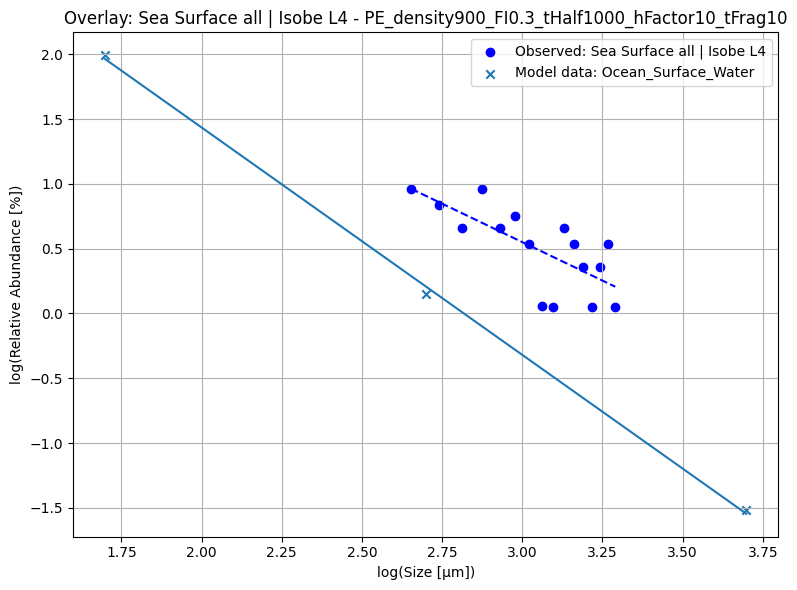 Overlay: Sea Surface all | Isobe L4 - PE_density900_FI0.3_tHalf1000_hFactor10_tFrag10
Observed: Sea Surface all | Isobe L4
Model data: Ocean_Surface_Water
log(Relative Abundance [%])
2.0
1.5
1.0
0.5
0.0
−0.5
−1.0
−1.5
1.75 2.00 2.25 2.50 2.75 3.00 3.25 3.50 3.75
log(Size [μm])